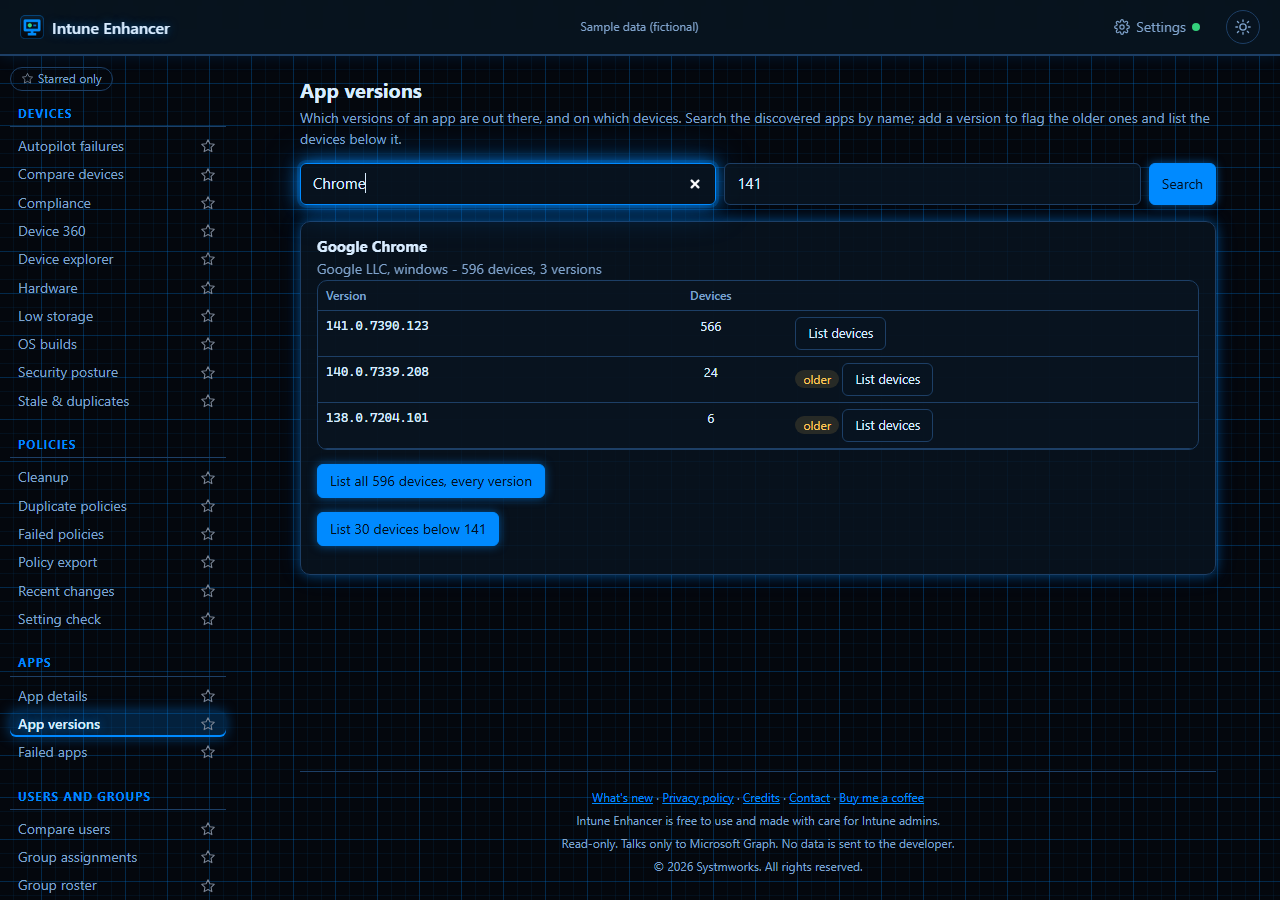 Intune Enhancer
Sample data (fictional)
Settings
Starred only
DEVICES
Autopilot failures
Compare devices
Compliance
Device 360
Device explorer
Hardware
Low storage
OS builds
Security posture
Stale & duplicates
POLICIES
Cleanup
Duplicate policies
Failed policies
Policy export
Recent changes
Setting check
APPS
App details
App versions
Failed apps
USERS AND GROUPS
Compare users
Group assignments
Group roster
App versions
Which versions of an app are out there, and on which devices. Search the discovered apps by name; add a version to flag the older ones and list the
devices below it.
Chrome
141
Search
Google Chrome
Google LLC, windows - 596 devices, 3 versions
Version Devices
141.0.7390.123 566 List devices
140.0.7339.208 24 older List devices
138.0.7204.101 6 older List devices
List all 596 devices, every version
List 30 devices below 141
What's new · Privacy policy · Credits · Contact · Buy me a coffee
Intune Enhancer is free to use and made with care for Intune admins.
Read-only. Talks only to Microsoft Graph. No data is sent to the developer.
© 2026 Systmworks. All rights reserved.